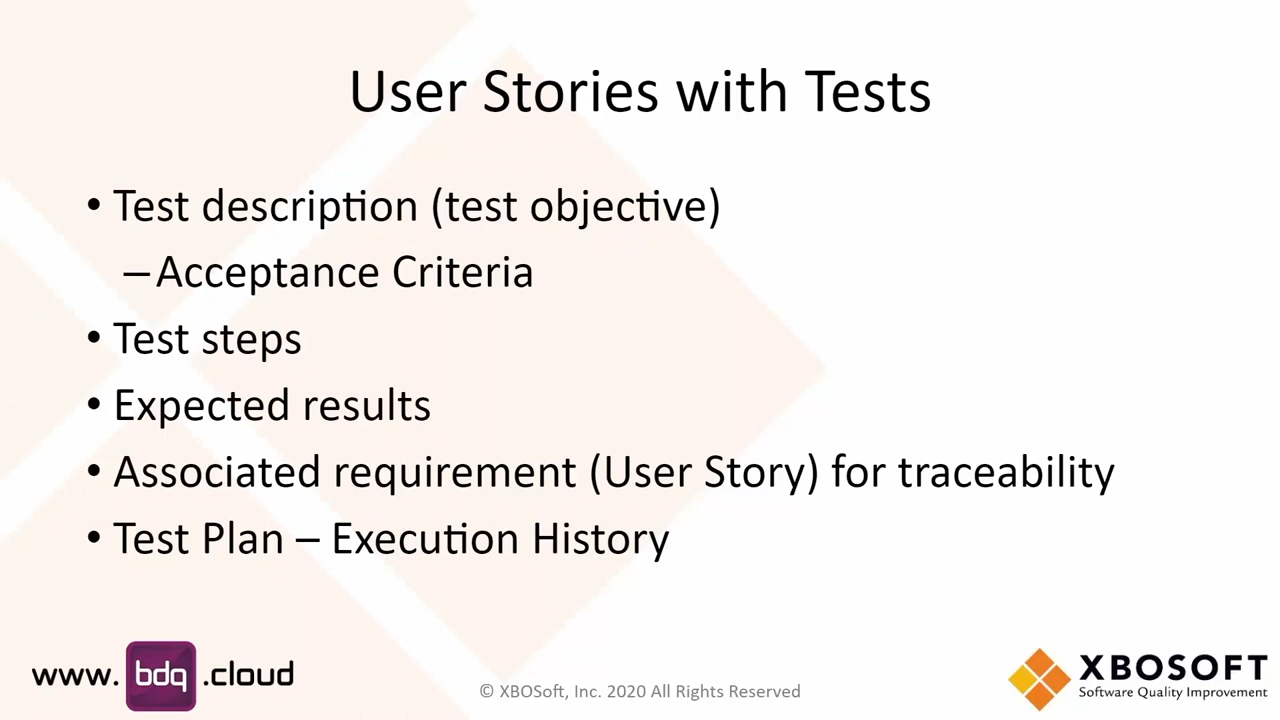 User Stories with Tests
• Test description (test objective)
–Acceptance Criteria
• Test steps
• Expected results
• Associated requirement (User Story) for traceability
• Test Plan – Execution History
www. bdq .cloud
© XBOSoft, Inc. 2020 All Rights Reserved
XBOSOFT
Software Quality Improvement